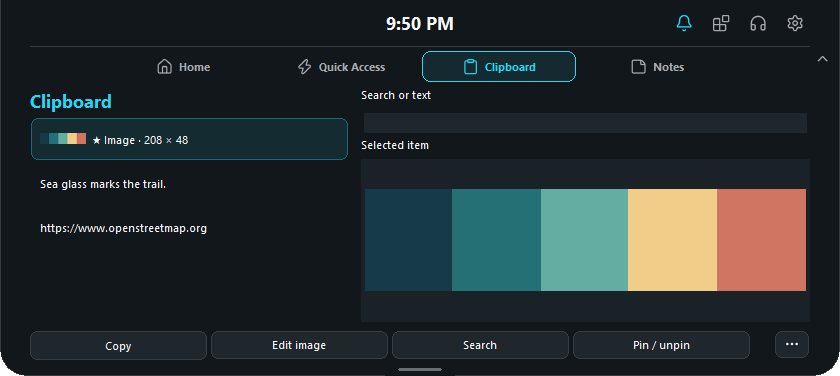 9:50 PM
Home
Quick Access
Clipboard
Notes
Clipboard
★ Image · 208 × 48
Sea glass marks the trail.
https://www.openstreetmap.org
Search or text
Selected item
Copy
Edit image
Search
Pin / unpin
...